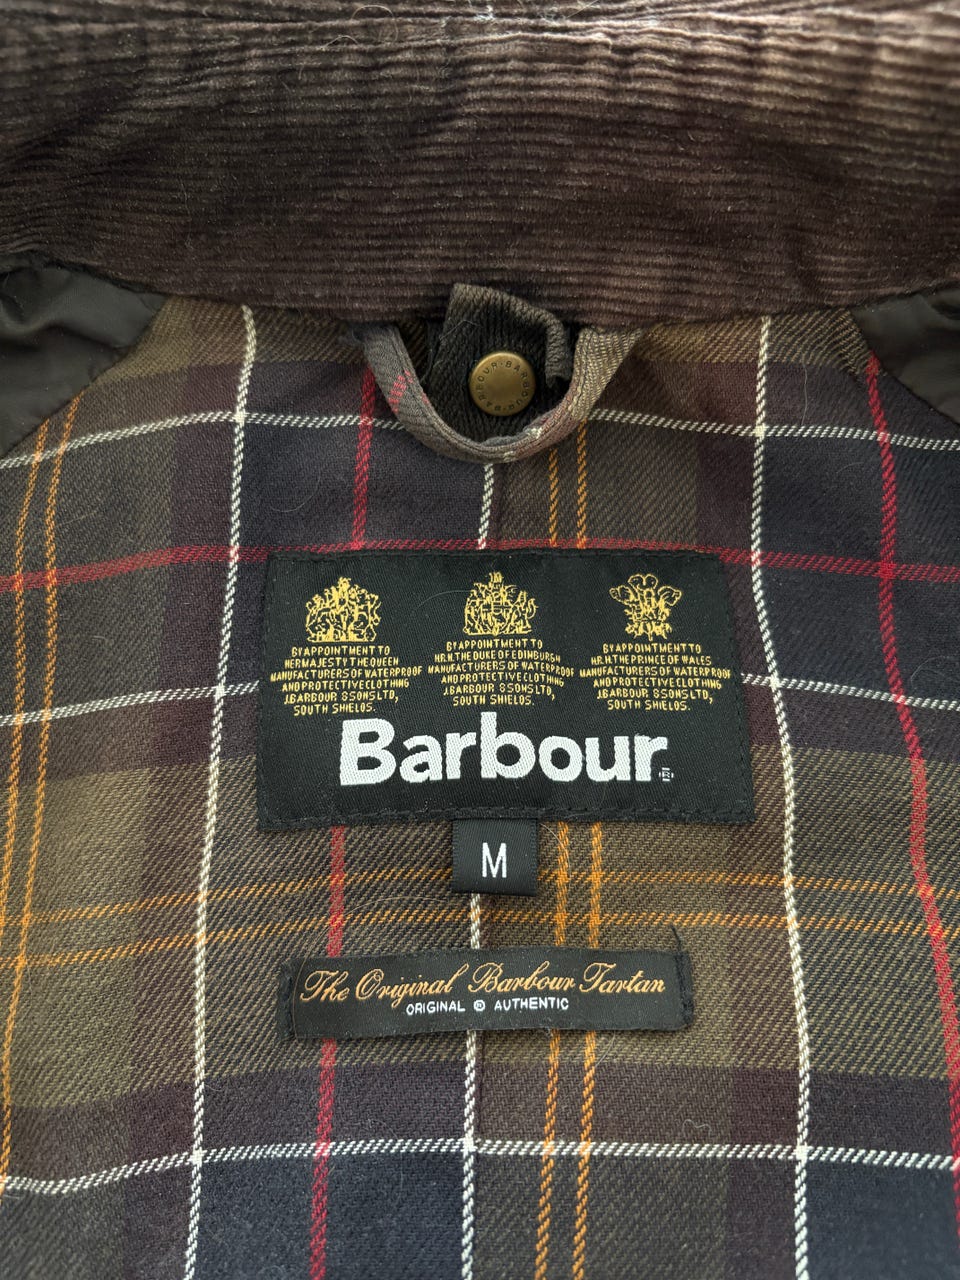 BARBOUR·BARBOUR·BARBOUR
BY APPOINTMENT TO
HER MAJESTY THE QUEEN
MANUFACTURERS OF WATERPROOF
AND PROTECTIVE CLOTHING
J.BARBOUR & SONS LTD,
SOUTH SHIELDS.
BY APPOINTMENT TO
H.R.H. THE DUKE OF EDINBURGH
MANUFACTURERS OF WATERPROOF
AND PROTECTIVE CLOTHING
J.BARBOUR & SONS LTD,
SOUTH SHIELDS.
BY APPOINTMENT TO
H.R.H. THE PRINCE OF WALES
MANUFACTURERS OF WATERPROOF
AND PROTECTIVE CLOTHING
J.BARBOUR & SONS LTD,
SOUTH SHIELDS.
Barbour®
M
The Original Barbour Tartan
ORIGINAL ® AUTHENTIC